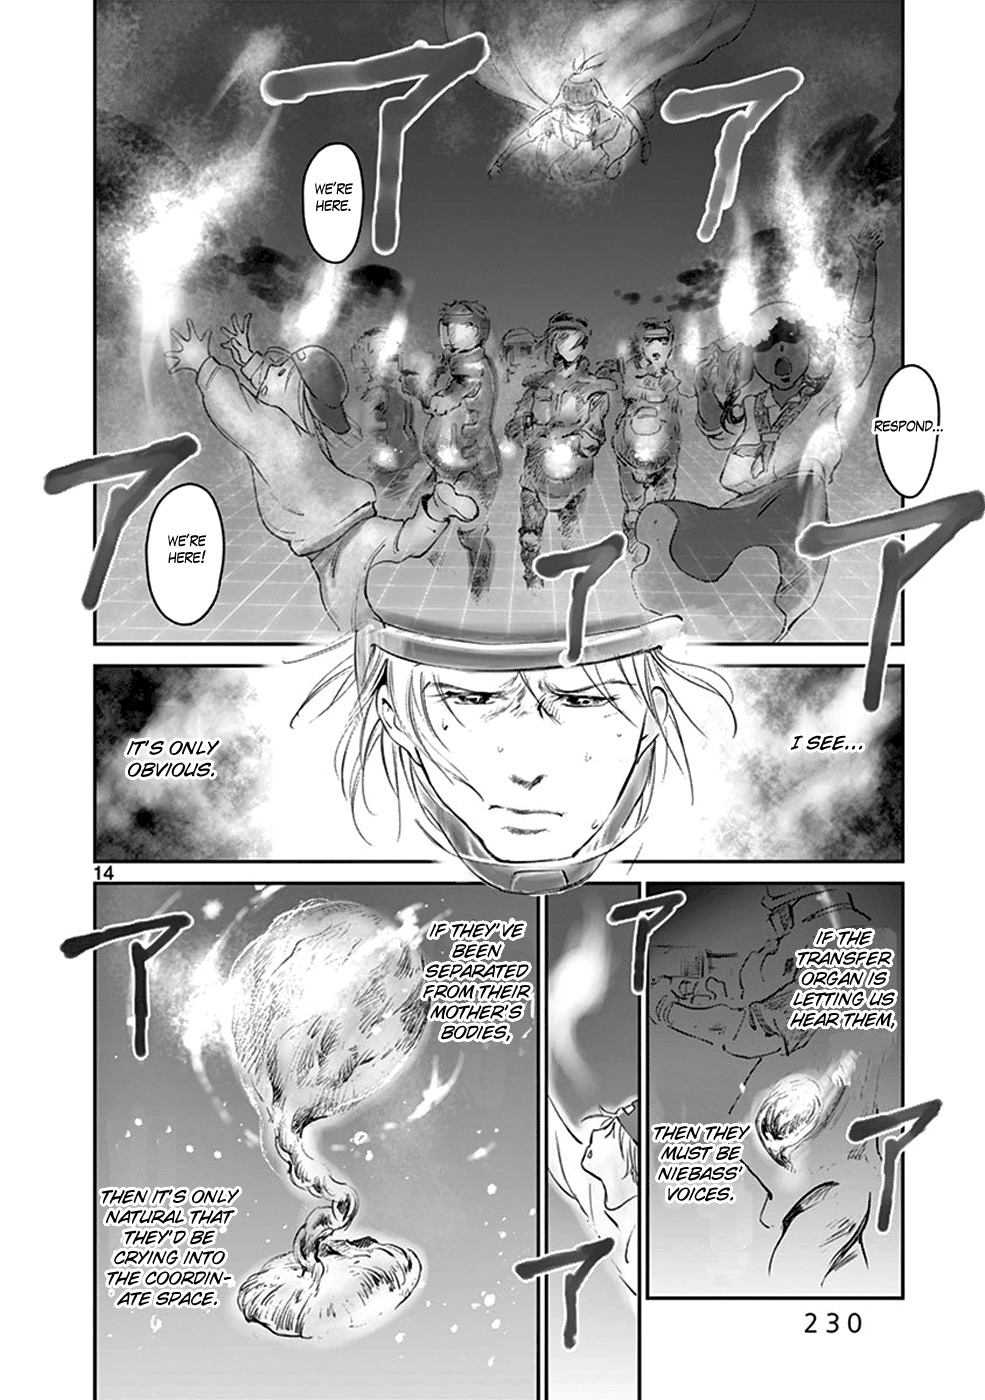 ア
ア
WE'RE
HERE.
RESPOND...
ア
ア
WE'RE
HERE!
ア
I SEE...
IT'S ONLY
OBVIOUS.
14
IF THE
TRANSFER
ORGAN IS
LETTING US
HEAR THEM,
ア
THEN THEY
MUST BE
NIEBASS'
VOICES.
ア
ア
IF THEY'VE
BEEN
SEPARATED
FROM THEIR
MOTHER'S
BODIES,
ア
THEN IT'S ONLY
NATURAL THAT
THEY'D BE
CRYING INTO
THE COORDIN-
ATE SPACE.
230